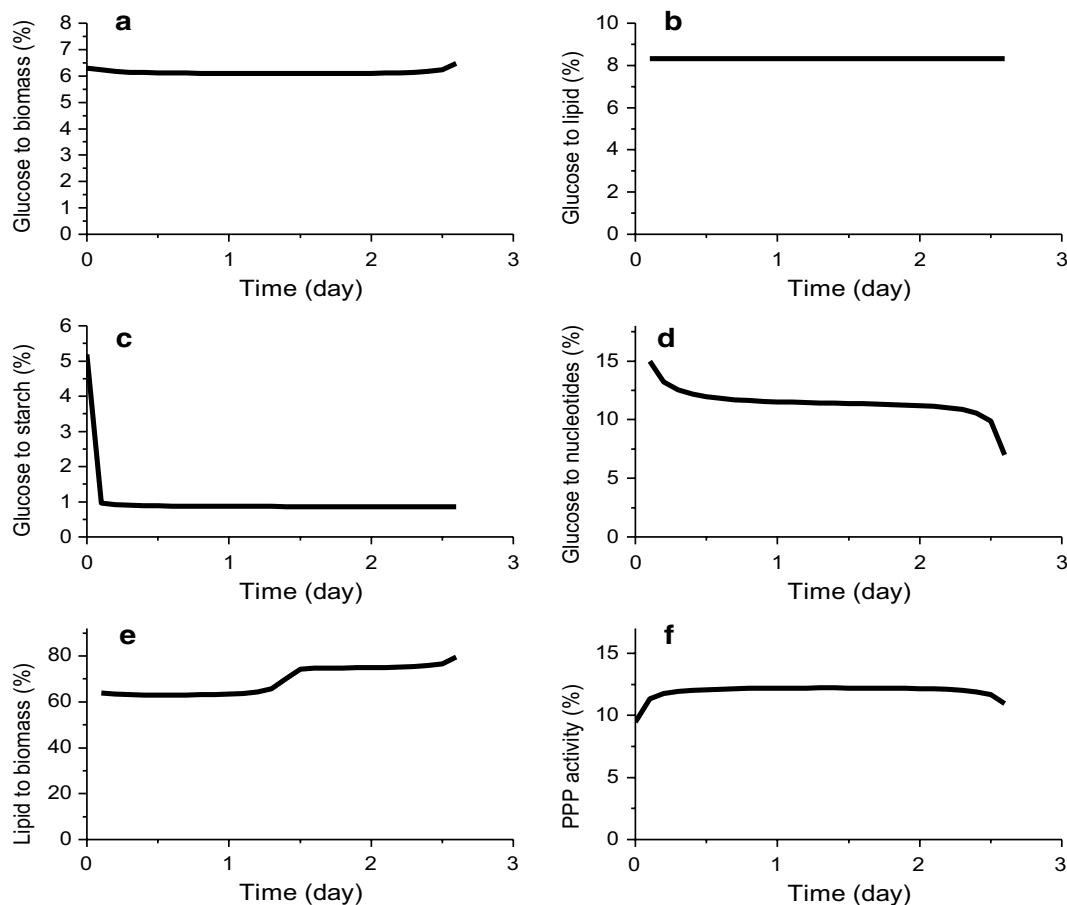 a
Glucose to biomass (%)
8
7
6
5
4
3
2
1
0
0 1 2 3
Time (day)
b
Glucose to lipid (%)
10
8
6
4
2
0
0 1 2 3
Time (day)
c
Glucose to starch (%)
6
5
4
3
2
1
0
0 1 2 3
Time (day)
d
Glucose to nucleotides (%)
15
10
5
0
0 1 2 3
Time (day)
e
Lipid to biomass (%)
80
60
40
20
0
0 1 2 3
Time (day)
f
PPP activity (%)
15
10
5
0
0 1 2 3
Time (day)